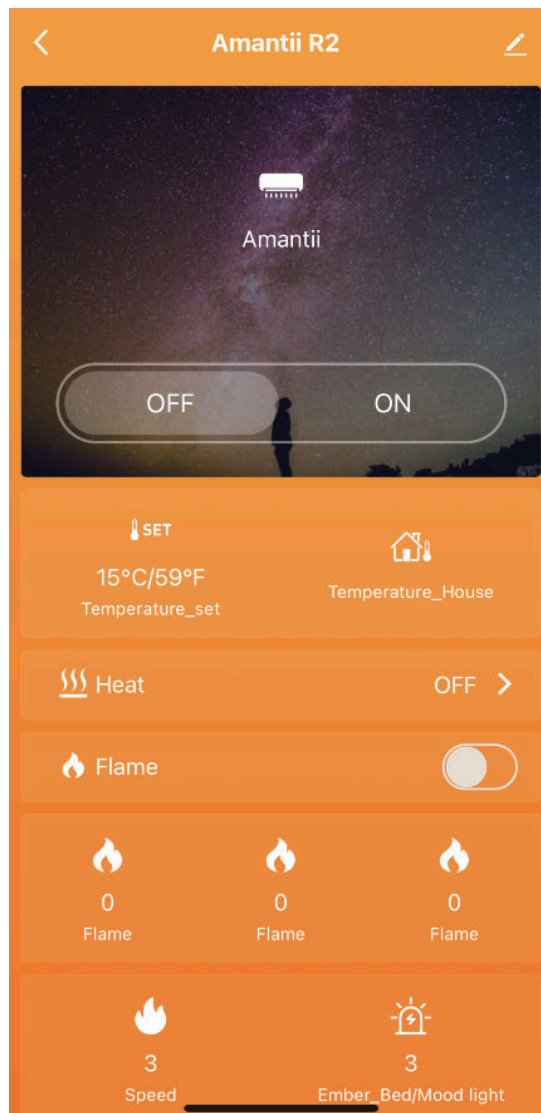 Amantii R2
Amantii
OFF ON
SET
15°C/59°F
Temperature_set
Temperature_House
Heat OFF
Flame
0 0 0
Flame Flame Flame
3 3
Speed Ember_Bed/Mood light